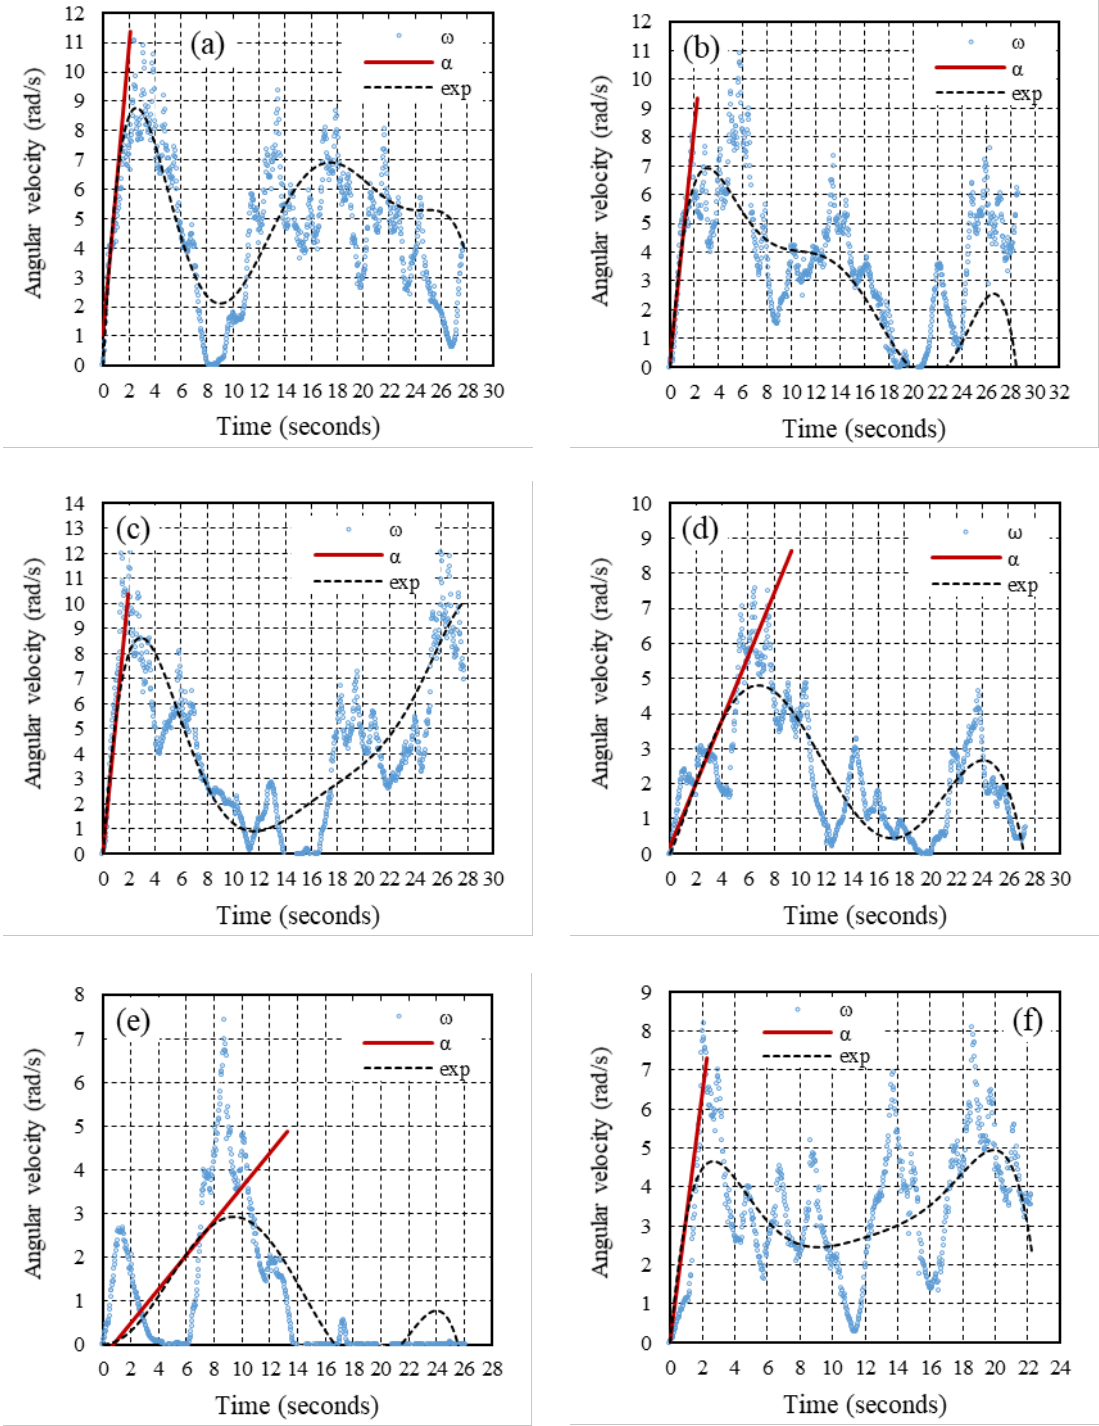 12
11
10
9
8
7
6
5
4
3
2
1
0
Angular velocity (rad/s)
(a)
ω
α
exp
0 2 4 6 8 10 12 14 16 18 20 22 24 26 28 30
Time (seconds)
12
11
10
9
8
7
6
5
4
3
2
1
0
Angular velocity (rad/s)
(b)
ω
α
exp
0 2 4 6 8 10 12 14 16 18 20 22 24 26 28 30 32
Time (seconds)
14
13
12
11
10
9
8
7
6
5
4
3
2
1
0
Angular velocity (rad/s)
(c)
ω
α
exp
0 2 4 6 8 10 12 14 16 18 20 22 24 26 28 30
Time (seconds)
10
9
8
7
6
5
4
3
2
1
0
Angular velocity (rad/s)
(d)
ω
α
exp
0 2 4 6 8 10 12 14 16 18 20 22 24 26 28 30
Time (seconds)
8
7
6
5
4
3
2
1
0
Angular velocity (rad/s)
(e)
ω
α
exp
0 2 4 6 8 10 12 14 16 18 20 22 24 26 28
Time (seconds)
9
8
7
6
5
4
3
2
1
0
Angular velocity (rad/s)
(f)
ω
α
exp
0 2 4 6 8 10 12 14 16 18 20 22 24
Time (seconds)